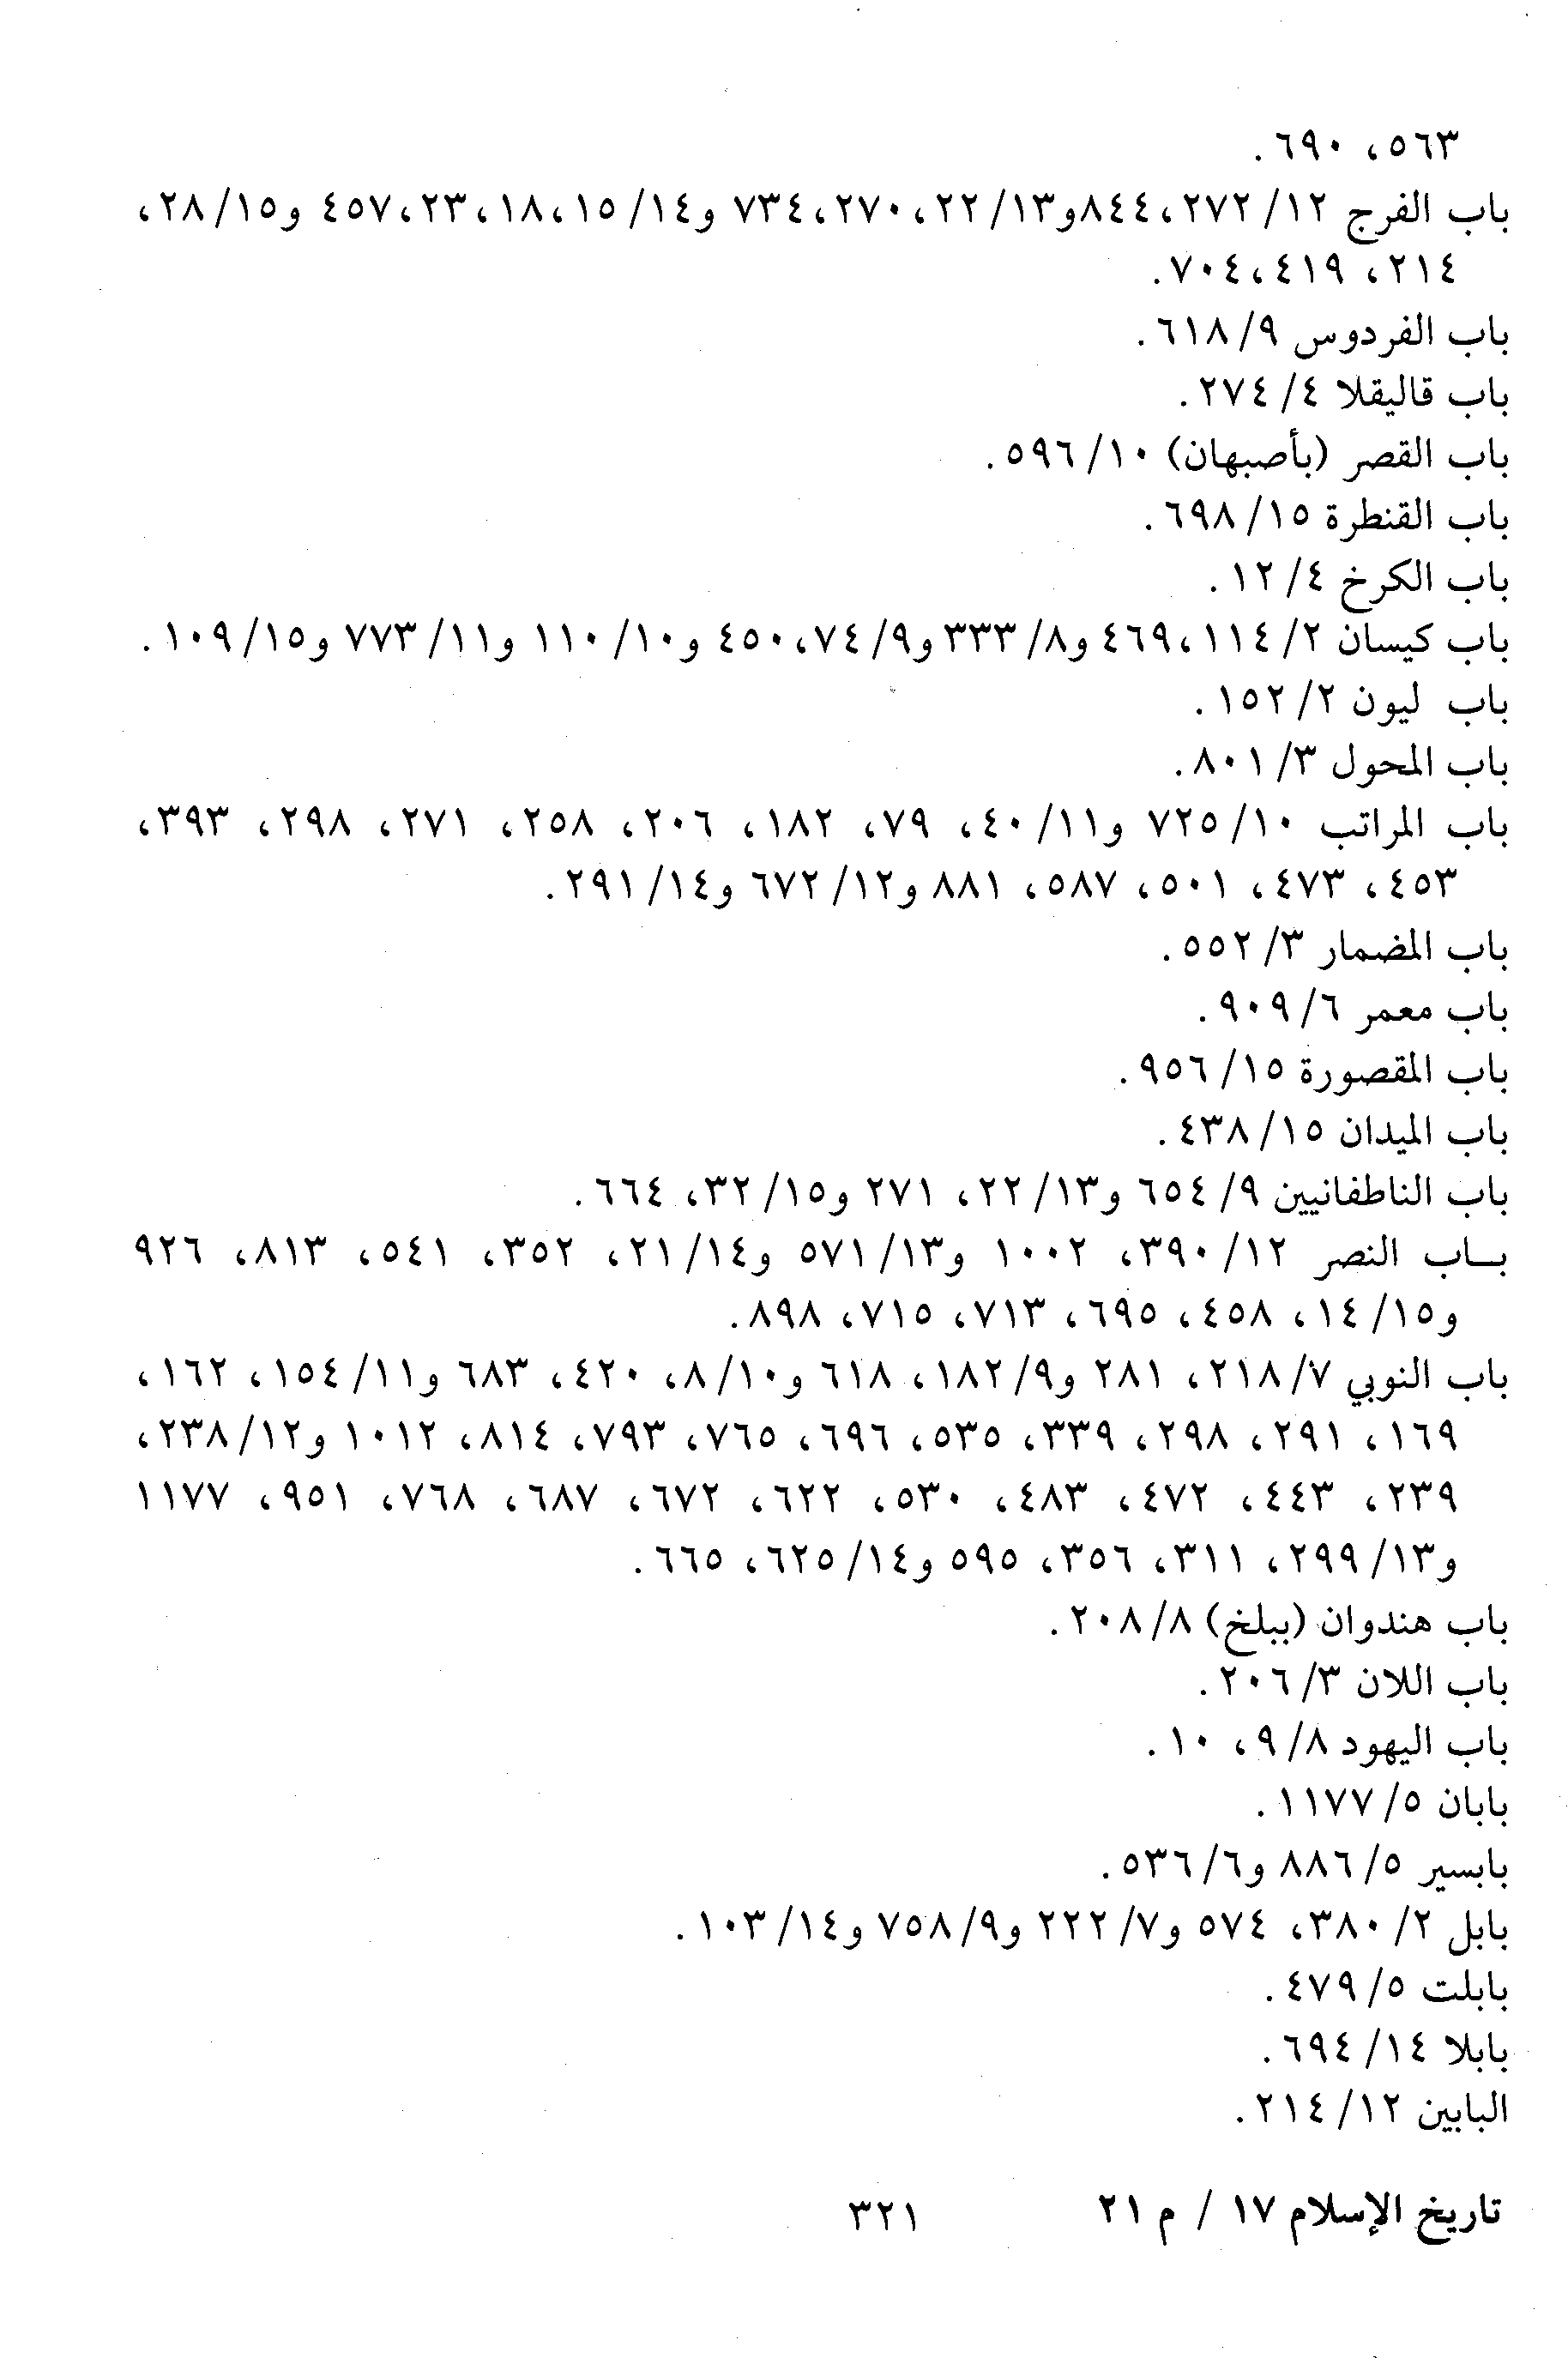 ٥٦٣، ٦٩٠.
باب الفرج ١٢/ ٢٧٢، ٨٤٤ و١٣/ ٢٢، ٢٧٠، ٧٣٤ و١٤/ ١٥، ١٨، ٢٣، ٤٥٧ و١٥/ ٢٨،
٢١٤، ٤١٩، ٧٠٤.
باب الفردوس ٩/ ٦١٨.
باب قاليقلا ٤/ ٢٧٤.
باب القصر (بأصبهان) ١٠/ ٥٩٦.
باب القنطرة ١٥/ ٦٩٨.
باب الكرخ ٤/ ١٢.
باب كيسان ٢/ ١١٤، ٤٦٩ و٨/ ٣٣٣ و٩/ ٧٤، ٤٥٠ و١٠/ ١١٠ و١١/ ٧٧٣ و١٥/ ١٠٩.
باب ليون ٢/ ١٥٢.
باب المحول ٣/ ٨٠١.
باب المراتب ١٠/ ٧٢٥ و١١/ ٤٠، ٧٩، ١٨٢، ٢٠٦، ٢٥٨، ٢٧١، ٢٩٨، ٣٩٣،
٤٥٣، ٤٧٣، ٥٠١، ٥٨٧، ٨٨١ و١٢/ ٦٧٢ و١٤/ ٢٩١.
باب المضمار ٣/ ٥٥٢.
باب معمر ٦/ ٩٠٩.
باب المقصورة ١٥/ ٩٥٦.
باب الميدان ١٥/ ٤٣٨.
باب الناطفانيين ٩/ ٦٥٤ و١٣/ ٢٢، ٢٧١ و١٥/ ٣٢، ٦٦٤.
بـاب النصر ١٢/ ٣٩٠، ١٠٠٢ و١٣/ ٥٧١ و١٤/ ٢١، ٣٥٢، ٥٤١، ٨١٣، ٩٢٦
و١٥/ ١٤، ٤٥٨، ٦٩٥، ٧١٣، ٧١٥، ٨٩٨.
باب النوبي ٧/ ٢١٨، ٢٨١ و٩/ ١٨٢، ٦١٨ و١٠/ ٨، ٤٢٠، ٦٨٣ و١١/ ١٥٤، ١٦٢،
١٦٩، ٢٩١، ٢٩٨، ٣٣٩، ٥٣٥، ٦٩٦، ٧٦٥، ٧٩٣، ٨١٤، ١٠١٢ و١٢/ ٢٣٨،
٢٣٩، ٤٤٣، ٤٧٢، ٤٨٣، ٥٣٠، ٦٢٢، ٦٧٢، ٦٨٧، ٧٦٨، ٩٥١، ١١٧٧
و١٣/ ٢٩٩، ٣١١، ٣٥٦، ٥٩٥ و١٤/ ٦٢٥، ٦٦٥.
باب هندوان (ببلخ) ٨/ ٢٠٨.
باب اللان ٣/ ٢٠٦.
باب اليهود ٨/ ٩، ١٠.
بابان ٥/ ١١٧٧.
بابسير ٥/ ٨٨٦ و٦/ ٥٣٦.
بابل ٢/ ٣٨٠، ٥٧٤ و٧/ ٢٢٢ و٩/ ٧٥٨ و١٤/ ١٠٣.
بابلت ٥/ ٤٧٩.
بابلا ١٤/ ٦٩٤.
البابين ١٢/ ٢١٤.
تاريخ الإسلام ١٧ / م ٢١
٣٢١